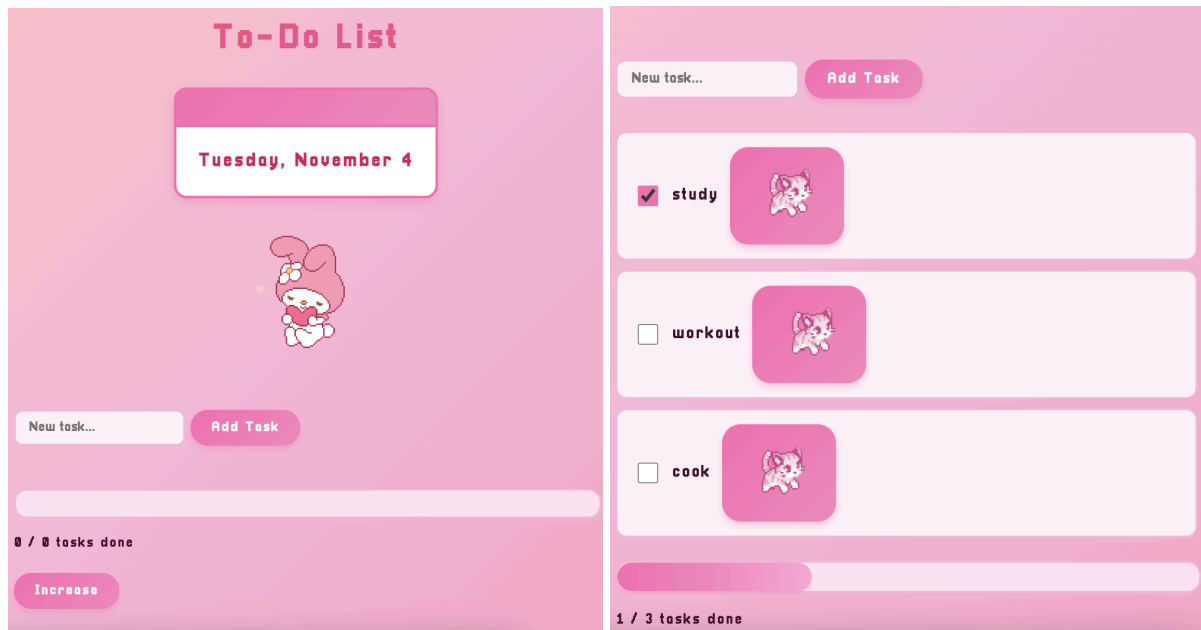 To-Do List
Tuesday, November 4
New task...
Add Task
0 / 0 tasks done
Increase
New task...
Add Task
study
workout
cook
1 / 3 tasks done